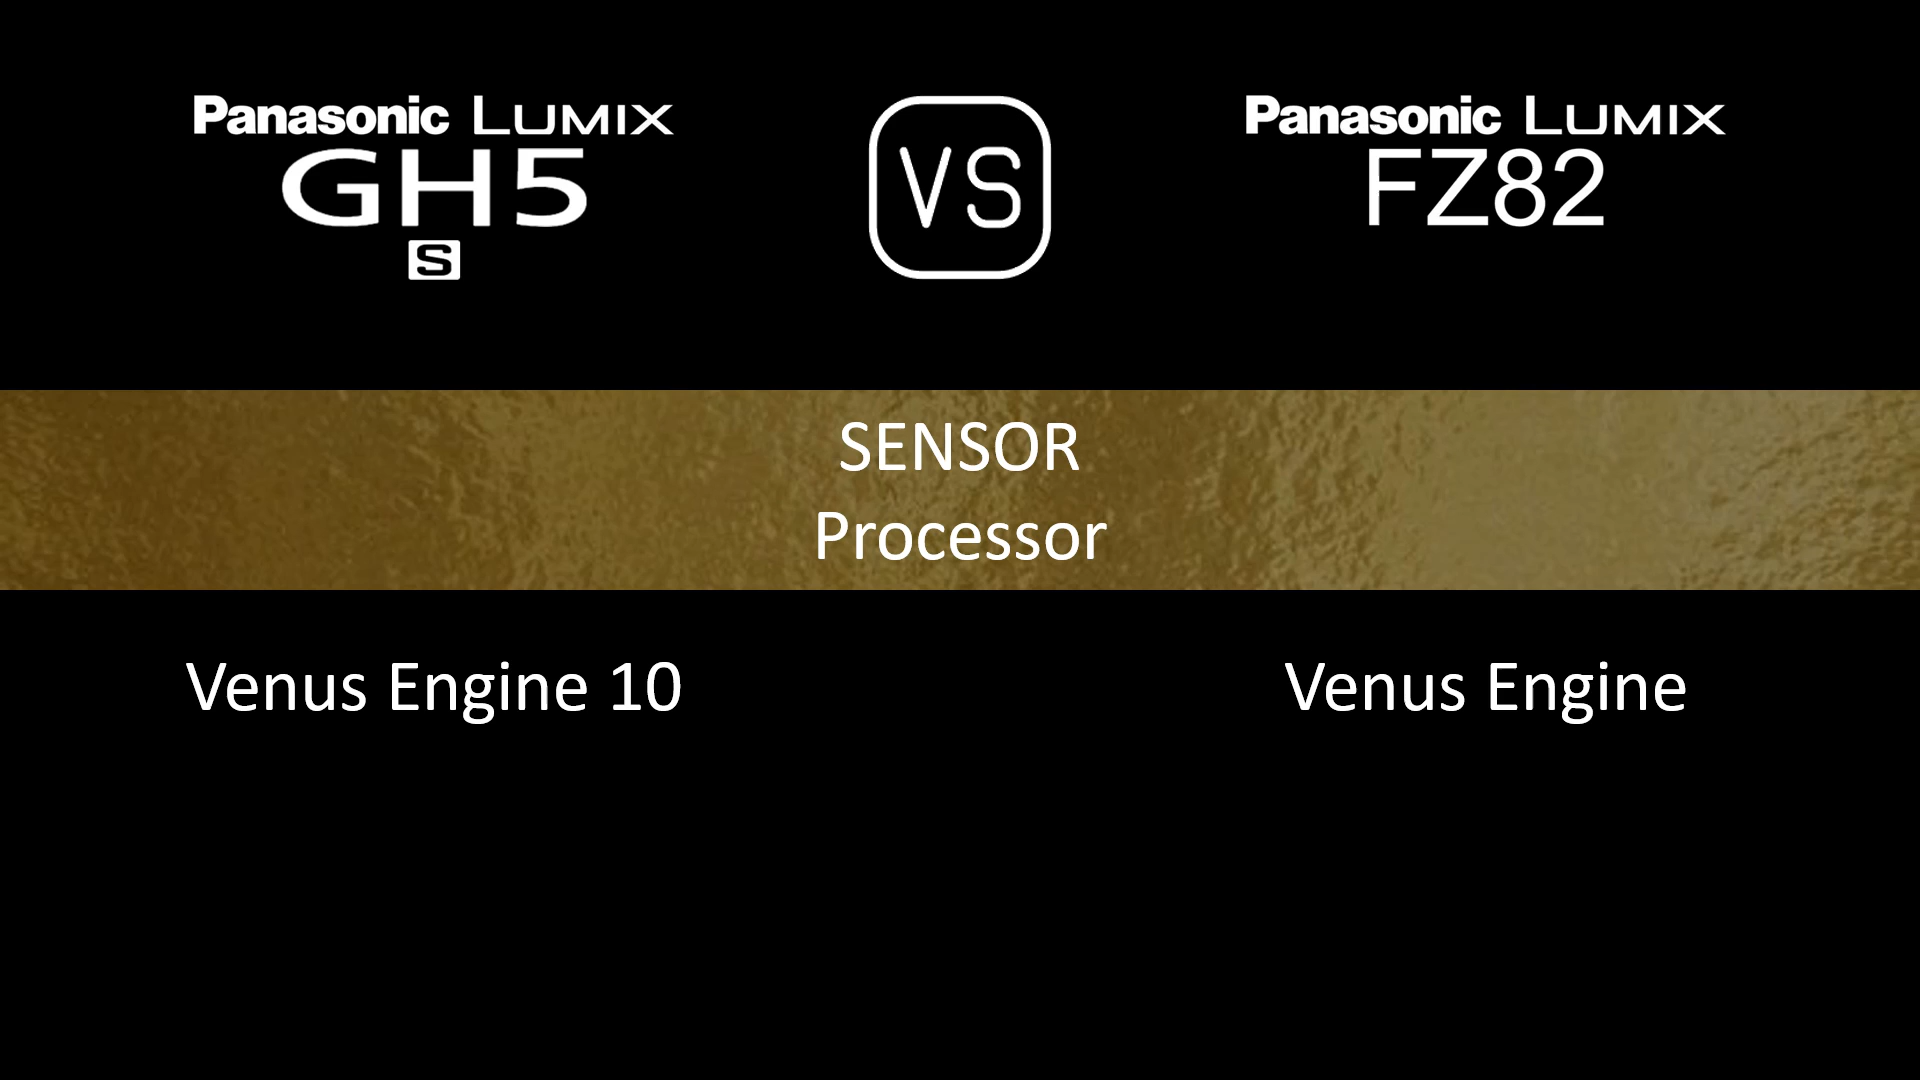 Panasonic LUMIX
GH5
S
VS
Panasonic LUMIX
FZ82
SENSOR
Processor
Venus Engine 10
Venus Engine